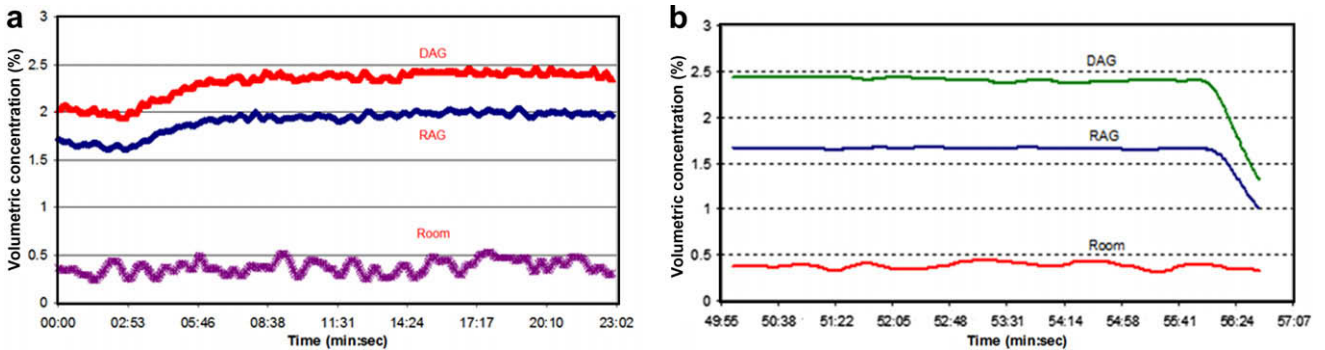 a
Volumetric concentration (%)
3
2.5
2
1.5
1
0.5
0
DAG
RAG
Room
00:00 02:53 05:46 08:38 11:31 14:24 17:17 20:10 23:02
Time (min:sec)
b
Volumetric concentration (%)
3
2.5
2
1.5
1
0.5
0
DAG
RAG
Room
49:55 50:38 51:22 52:05 52:48 53:31 54:14 54:58 55:41 56:24 57:07
Time (min:sec)